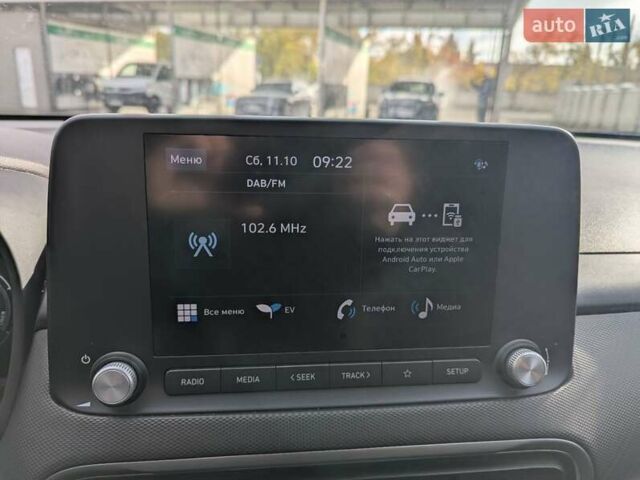 auto RIA
Меню
Сб, 11.10
09:22
DAB/FM
102.6 MHz
Нажать на этот виджет для
подключения устройства
Android Auto или Apple
CarPlay.
Все меню
EV
Телефон
Медиа
RADIO
MEDIA
< SEEK
TRACK >
☆
SETUP